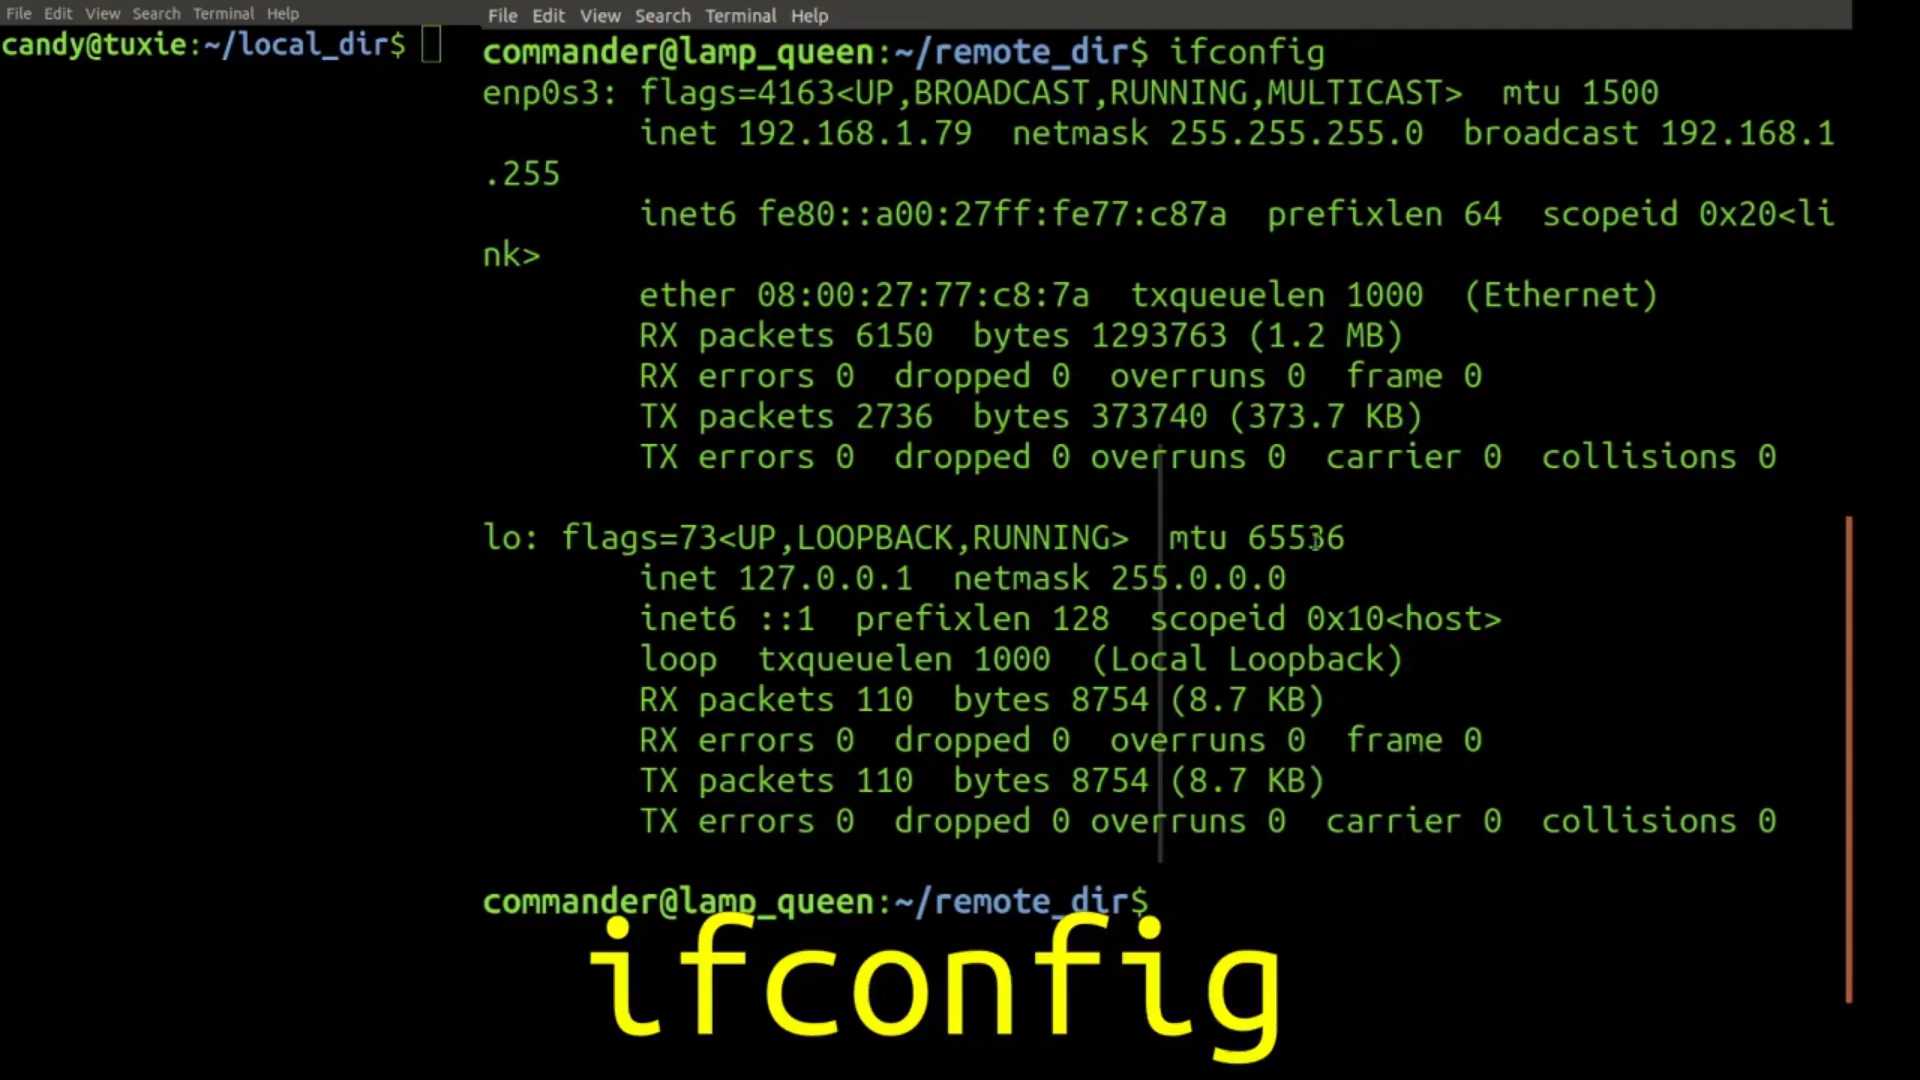 File Edit View Search Terminal Help
candy@tuxie:~/local_dir$
File Edit View Search Terminal Help
commander@lamp_queen:~/remote_dir$ ifconfig
enp0s3: flags=4163<UP,BROADCAST,RUNNING,MULTICAST>  mtu 1500
        inet 192.168.1.79  netmask 255.255.255.0  broadcast 192.168.1
.255
        inet6 fe80::a00:27ff:fe77:c87a  prefixlen 64  scopeid 0x20<li
nk>
        ether 08:00:27:77:c8:7a  txqueuelen 1000  (Ethernet)
        RX packets 6150  bytes 1293763 (1.2 MB)
        RX errors 0  dropped 0  overruns 0  frame 0
        TX packets 2736  bytes 373740 (373.7 KB)
        TX errors 0  dropped 0 overruns 0  carrier 0  collisions 0
lo: flags=73<UP,LOOPBACK,RUNNING>  mtu 65536
        inet 127.0.0.1  netmask 255.0.0.0
        inet6 ::1  prefixlen 128  scopeid 0x10<host>
        loop  txqueuelen 1000  (Local Loopback)
        RX packets 110  bytes 8754 (8.7 KB)
        RX errors 0  dropped 0  overruns 0  frame 0
        TX packets 110  bytes 8754 (8.7 KB)
        TX errors 0  dropped 0 overruns 0  carrier 0  collisions 0
commander@lamp_queen:~/remote_dir$
ifconfig